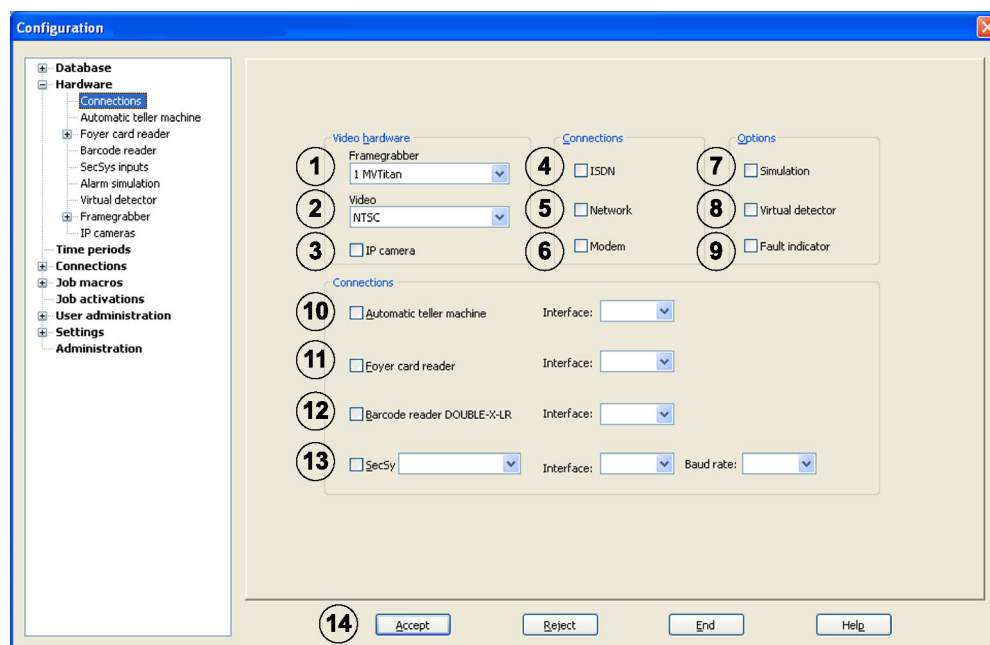 Configuration
Database
Hardware
Connections
Automatic teller machine
Foyer card reader
Barcode reader
SecSys inputs
Alarm simulation
Virtual detector
Framegrabber
IP cameras
Time periods
Connections
Job macros
Job activations
User administration
Settings
Administration
Video hardware
1 Framegrabber
1 MVTitan
2 Video
NTSC
3 IP camera
Connections
4 ISDN
5 Network
6 Modem
Options
7 Simulation
8 Virtual detector
9 Fault indicator
Connections
10 Automatic teller machine Interface:
11 Foyer card reader Interface:
12 Barcode reader DOUBLE-X-LR Interface:
13 SecSy Interface: Baud rate:
14 Accept Reject End Help